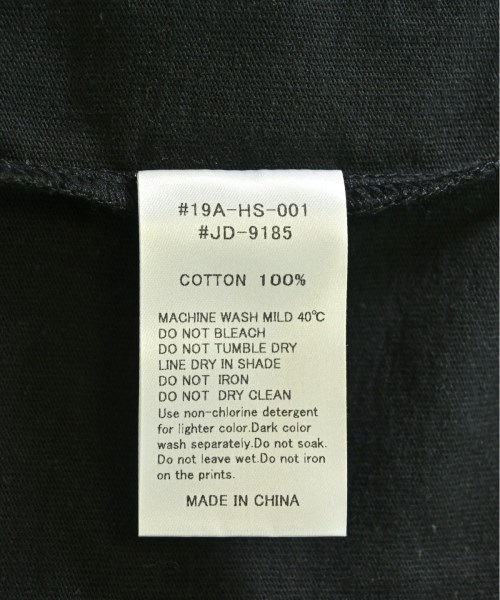 #19A-HS-001
#JD-9185
COTTON 100%
MACHINE WASH MILD 40℃
DO NOT BLEACH
DO NOT TUMBLE DRY
LINE DRY IN SHADE
DO NOT IRON
DO NOT DRY CLEAN
Use non-chlorine detergent
for lighter color.Dark color
wash separately.Do not soak.
Do not leave wet.Do not iron
on the prints.
MADE IN CHINA